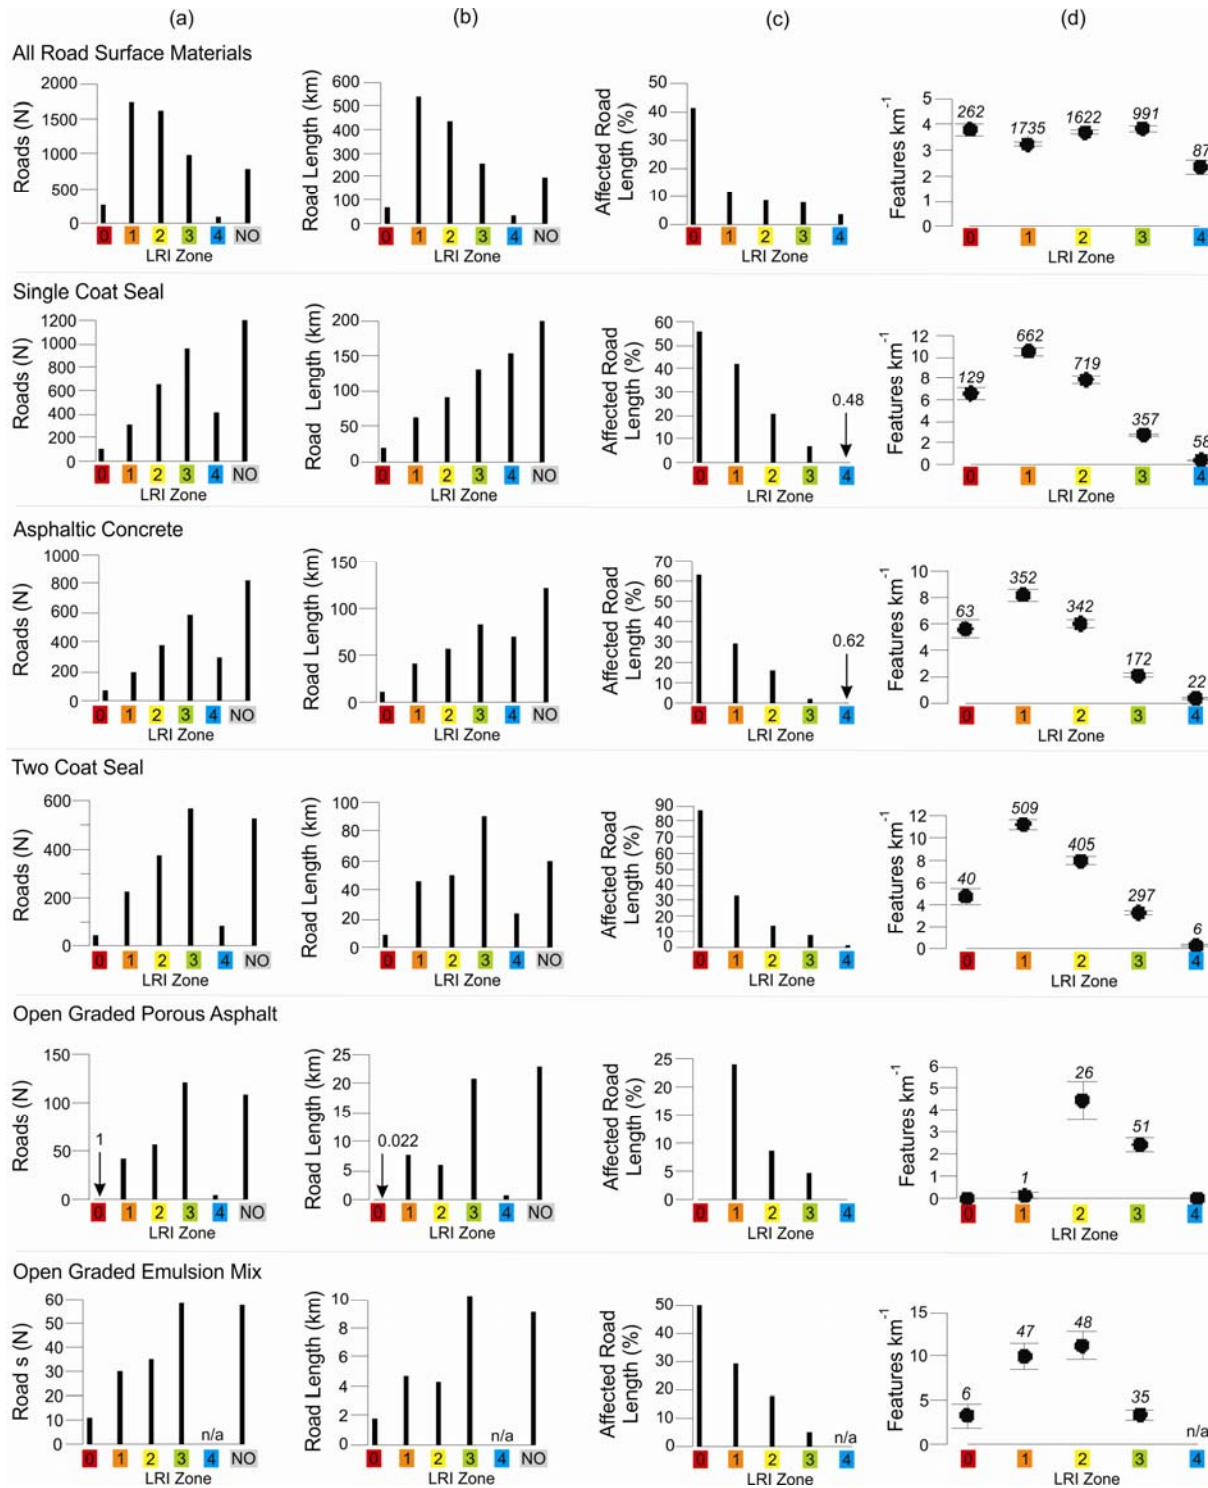 (a) (b) (c) (d)
All Road Surface Materials
Roads (N)
2000
1500
1000
500
0
0 1 2 3 4 NO
LRI Zone
Road Length (km)
600
500
400
300
200
100
0
0 1 2 3 4 NO
LRI Zone
Affected Road
Length (%)
50
40
30
20
10
0
0 1 2 3 4
LRI Zone
Features km-1
5
4
3
2
1
0
262 1735 1622 991 87
0 1 2 3 4
LRI Zone
Single Coat Seal
Roads (N)
1200
1000
800
600
400
200
0
0 1 2 3 4 NO
LRI Zone
Road Length (km)
200
150
100
50
0
0 1 2 3 4 NO
LRI Zone
Affected Road
Length (%)
60
50
40
30
20
10
0
0.48
0 1 2 3 4
LRI Zone
Features km-1
12
10
8
6
4
2
0
129 662 719 357 58
0 1 2 3 4
LRI Zone
Asphaltic Concrete
Roads (N)
1000
800
600
400
200
0
0 1 2 3 4 NO
LRI Zone
Road Length (km)
150
100
50
0
0 1 2 3 4 NO
LRI Zone
Affected Road
Length (%)
70
60
50
40
30
20
10
0
0.62
0 1 2 3 4
LRI Zone
Features km-1
10
8
6
4
2
0
63 352 342 172 22
0 1 2 3 4
LRI Zone
Two Coat Seal
Roads (N)
600
400
200
0
0 1 2 3 4 NO
LRI Zone
Road Length (km)
100
80
60
40
20
0
0 1 2 3 4 NO
LRI Zone
Affected Road
Length (%)
90
80
70
60
50
40
30
20
10
0
0 1 2 3 4
LRI Zone
Features km-1
12
10
8
6
4
2
0
40 509 405 297 6
0 1 2 3 4
LRI Zone
Open Graded Porous Asphalt
Roads (N)
150
100
50
0
1
0 1 2 3 4 NO
LRI Zone
Road Length (km)
25
20
15
10
5
0
0.022
0 1 2 3 4 NO
LRI Zone
Affected Road
Length (%)
25
20
15
10
5
0
0 1 2 3 4
LRI Zone
Features km-1
6
5
4
3
2
1
0
1 26 51
0 1 2 3 4
LRI Zone
Open Graded Emulsion Mix
Road s (N)
60
50
40
30
20
10
0
n/a
0 1 2 3 4 NO
LRI Zone
Road Length (km)
10
8
6
4
2
0
n/a
0 1 2 3 4 NO
LRI Zone
Affected Road
Length (%)
50
40
30
20
10
0
n/a
0 1 2 3 4
LRI Zone
Features km-1
15
10
5
0
6 47 48 35 n/a
0 1 2 3 4
LRI Zone